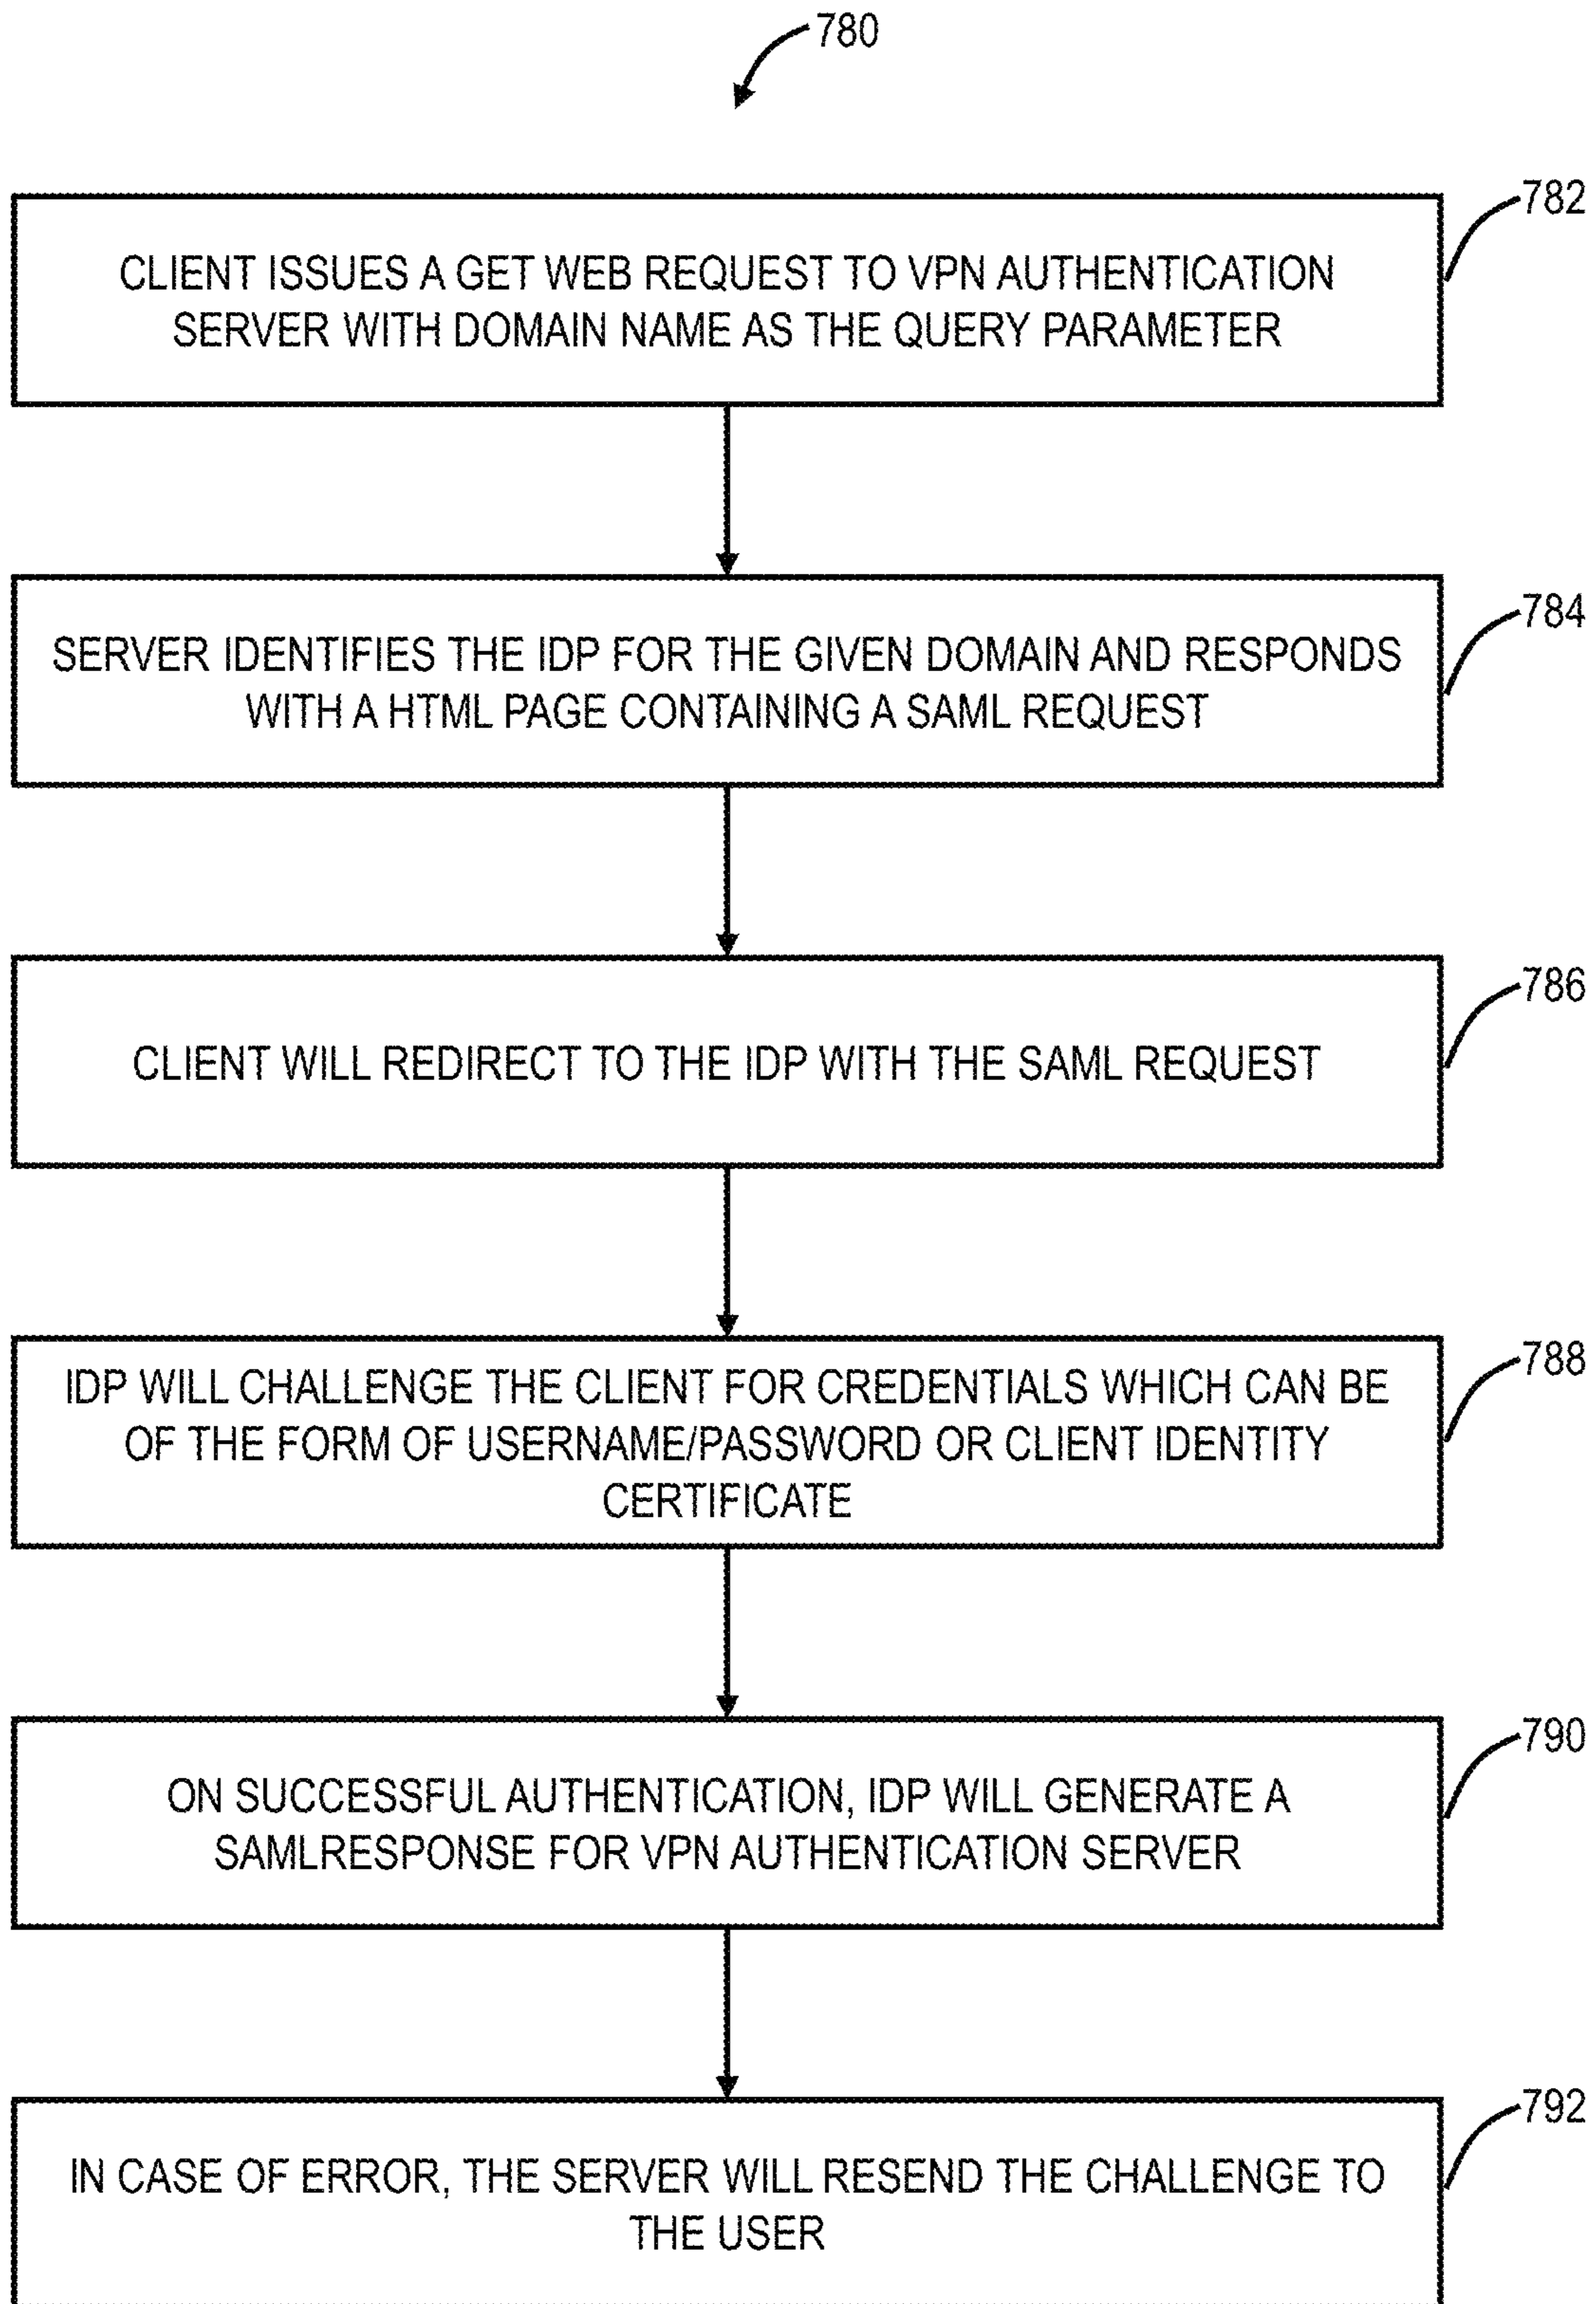 780
782
CLIENT ISSUES A GET WEB REQUEST TO VPN AUTHENTICATION
SERVER WITH DOMAIN NAME AS THE QUERY PARAMETER
784
SERVER IDENTIFIES THE IDP FOR THE GIVEN DOMAIN AND RESPONDS
WITH A HTML PAGE CONTAINING A SAML REQUEST
786
CLIENT WILL REDIRECT TO THE IDP WITH THE SAML REQUEST
788
IDP WILL CHALLENGE THE CLIENT FOR CREDENTIALS WHICH CAN BE
OF THE FORM OF USERNAME/PASSWORD OR CLIENT IDENTITY
CERTIFICATE
790
ON SUCCESSFUL AUTHENTICATION, IDP WILL GENERATE A
SAMLRESPONSE FOR VPN AUTHENTICATION SERVER
792
IN CASE OF ERROR, THE SERVER WILL RESEND THE CHALLENGE TO
THE USER